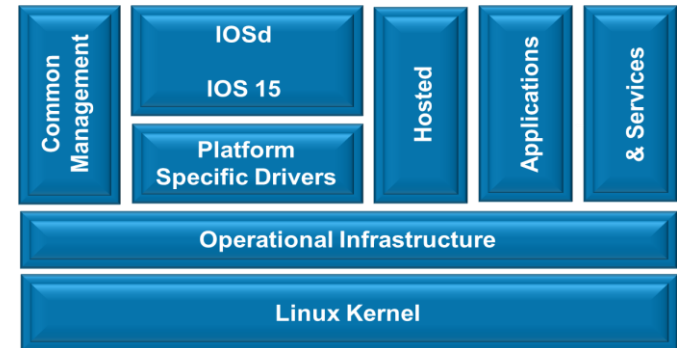 Common
Management
IOSd
IOS 15
Platform
Specific Drivers
Hosted
Applications
& Services
Operational Infrastructure
Linux Kernel